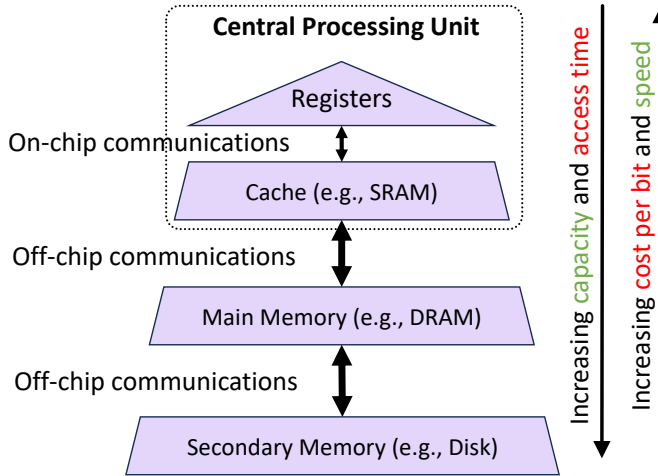 Central Processing Unit
Registers
On-chip communications
Cache (e.g., SRAM)
Off-chip communications
Main Memory (e.g., DRAM)
Off-chip communications
Secondary Memory (e.g., Disk)
Increasing capacity and access time
Increasing cost per bit and speed